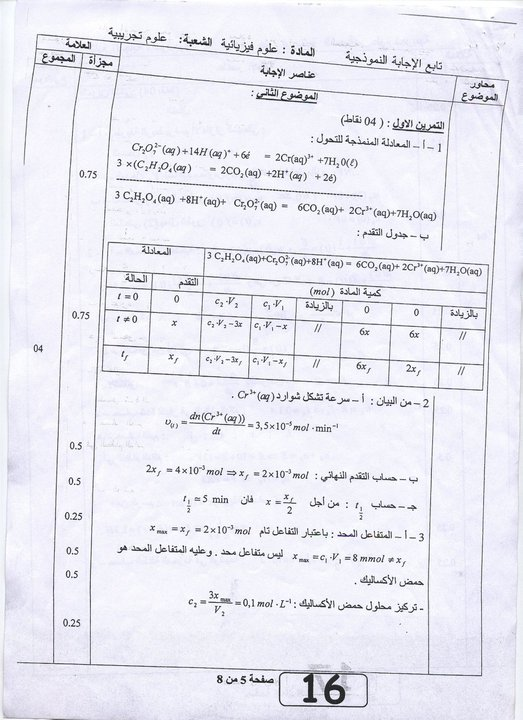 تابع الإجابة النموذجية المادة : علوم فيزيائية الشعبة: علوم تجريبية
العلامة
محاور الموضوع
عناصر الإجابة
مجزأة
المجموع
الموضوع الثاني :
التمرين الأول : ( 04 نقاط)
1 – أ – المعادلة المنمذجة للتحول :
Cr₂O₇²⁻(aq)+14H(aq)⁺+6é = 2Cr(aq)³⁺+7H₂0(ℓ)
3 ×(C₂H₂O₄(aq) = 2CO₂(aq) +2H⁺(aq) + 2é)
0.75
3 C₂H₂O₄(aq) +8H⁺(aq)+ Cr₂O₇²⁻(aq) = 6CO₂(aq)+ 2Cr³⁺(aq)+7H₂O(aq)
ب – جدول التقدم :
المعادلة
3 C₂H₂O₄(aq)+Cr₂O₇²⁻(aq)+8H⁺(aq) = 6CO₂(aq)+ 2Cr³⁺(aq)+7H₂O(aq)
الحالة التقدم كمية المادة (mol)
t = 0 0 c₂·V₂ c₁·V₁ بالزيادة 0 0 بالزيادة
0.75
t ≠ 0 x c₂·V₂−3x c₁·V₁−x // 6x 6x //
04
t_f x_f c₂·V₂−3x_f c₁·V₁−x_f // 6x_f 2x_f //
2 – من البيان : أ – سرعة تشكل شوارد Cr³⁺(aq) .
υ(t) = dn(Cr³⁺(aq))/dt = 3,5×10⁻⁵ mol·min⁻¹
0.5
ب – حساب التقدم النهائي : 2x_f = 4×10⁻³ mol ⇒ x_f = 2×10⁻³ mol
0.5
جـ – حساب t₁/₂ : من أجل x = x_f/2 فان t₁/₂ ≃ 5 min
0.25
3 – أ – المتفاعل المحد : باعتبار التفاعل تام x_max = x_f = 2×10⁻³ mol
0.5
x_max = c₁·V₁ = 8 mmol ≠ x_f ليس متفاعل محد . وعليه المتفاعل المحد هو
0.5
حمض الأكساليك .
- تركيز محلول حمض الأكساليك : c₂ = 3x_max/V₂ = 0,1 mol·L⁻¹
0.25
صفحة 5 من 8
16